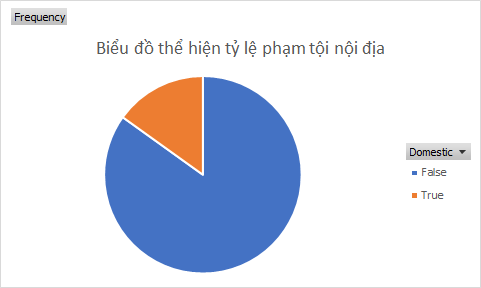 Frequency
Biểu đồ thể hiện tỷ lệ phạm tội nội địa
Domestic
False
True